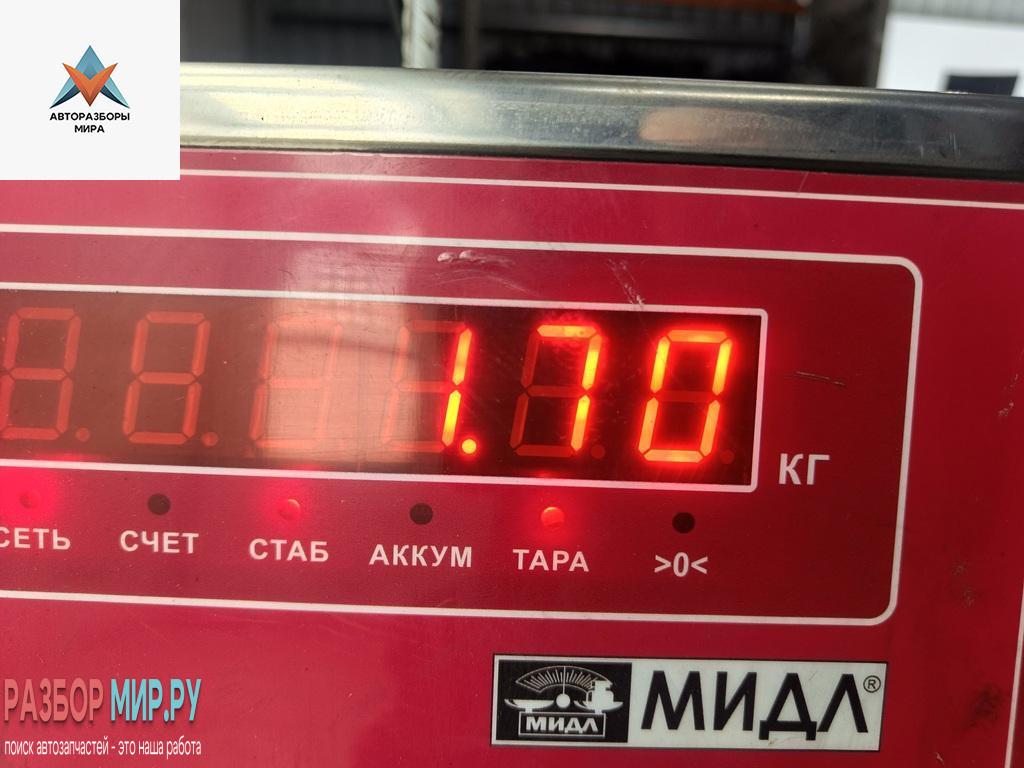 АВТОРАЗБОРЫ
МИРА
1.70
КГ
СЕТЬ СЧЕТ СТАБ АККУМ ТАРА >0<
МИДЛ МИДЛ®
РАЗБОР МИР.РУ
поиск автозапчастей - это наша работа